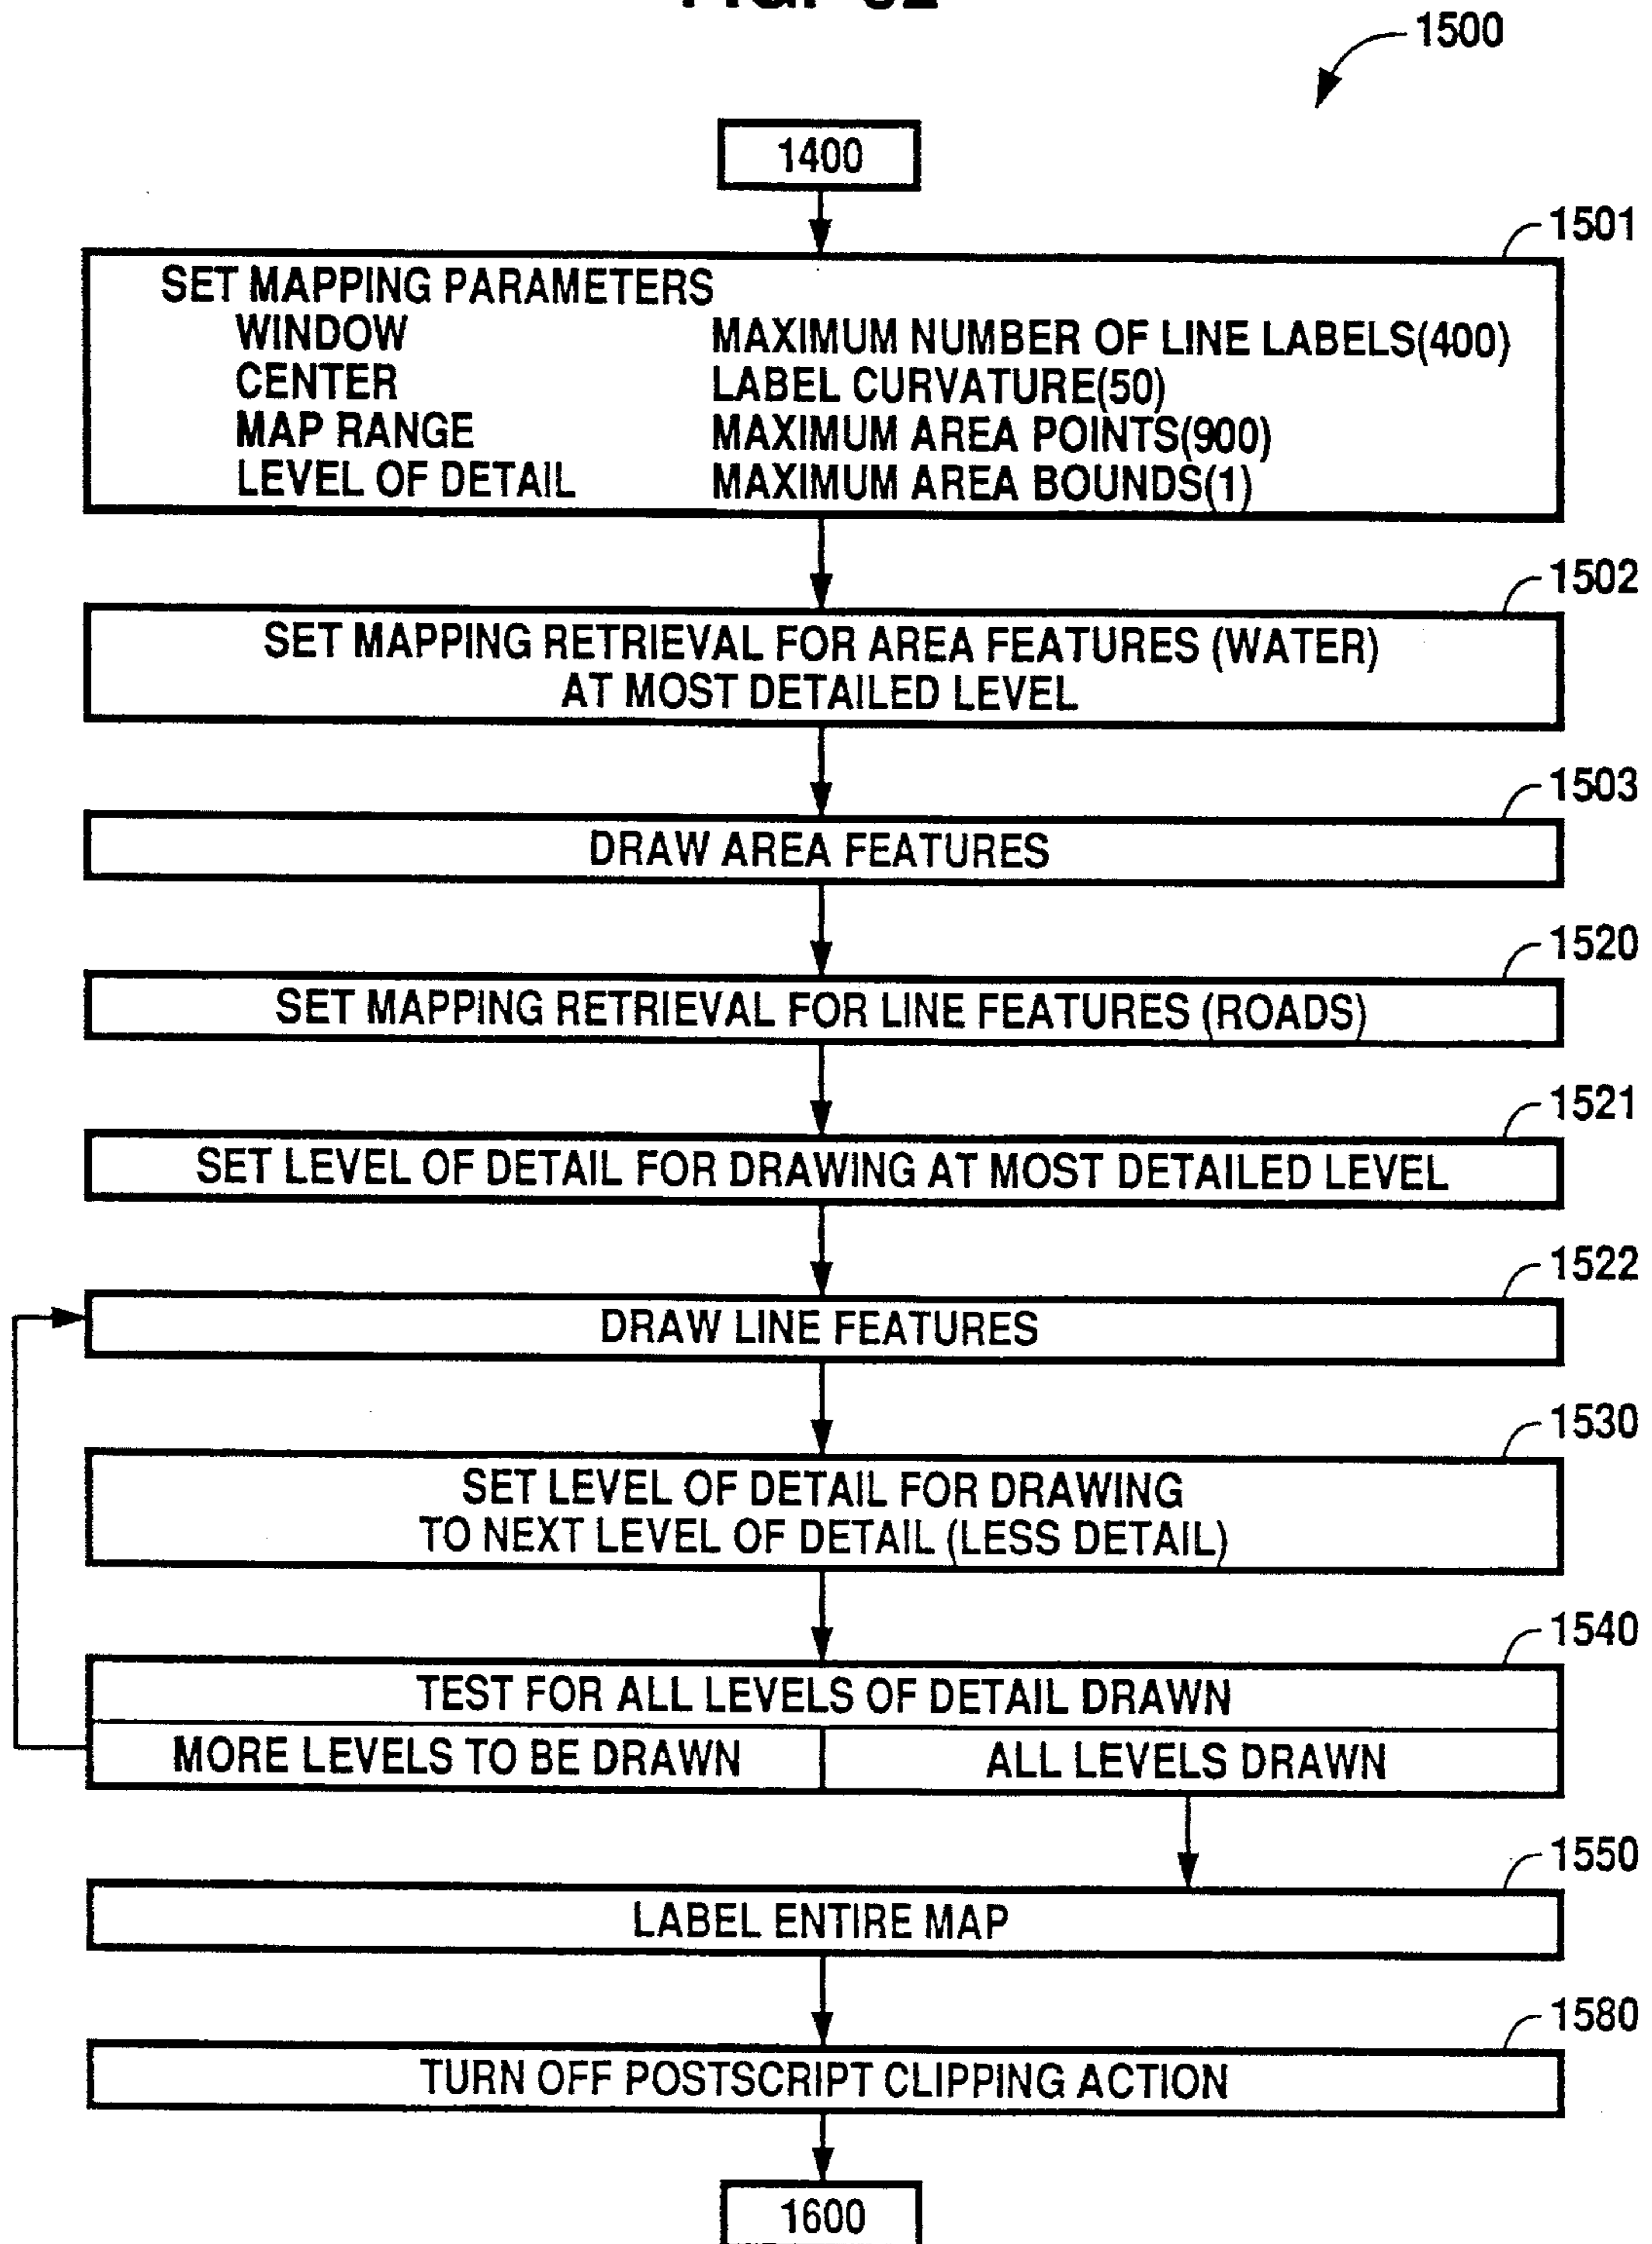 1500
1400
1501
SET MAPPING PARAMETERS
WINDOW MAXIMUM NUMBER OF LINE LABELS(400)
CENTER LABEL CURVATURE(50)
MAP RANGE MAXIMUM AREA POINTS(900)
LEVEL OF DETAIL MAXIMUM AREA BOUNDS(1)
1502
SET MAPPING RETRIEVAL FOR AREA FEATURES (WATER)
AT MOST DETAILED LEVEL
1503
DRAW AREA FEATURES
1520
SET MAPPING RETRIEVAL FOR LINE FEATURES (ROADS)
1521
SET LEVEL OF DETAIL FOR DRAWING AT MOST DETAILED LEVEL
1522
DRAW LINE FEATURES
1530
SET LEVEL OF DETAIL FOR DRAWING
TO NEXT LEVEL OF DETAIL (LESS DETAIL)
1540
TEST FOR ALL LEVELS OF DETAIL DRAWN
MORE LEVELS TO BE DRAWN ALL LEVELS DRAWN
1550
LABEL ENTIRE MAP
1580
TURN OFF POSTSCRIPT CLIPPING ACTION
1600